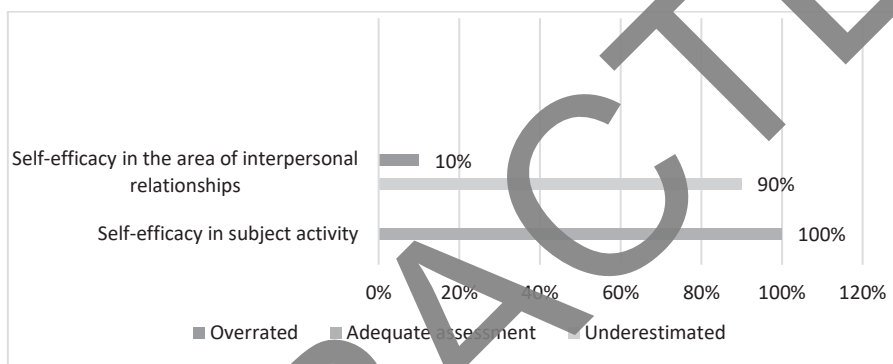 Self-efficacy in the area of interpersonal
relationships
10%
90%
Self-efficacy in subject activity
100%
0% 20% 40% 60% 80% 100% 120%
Overrated Adequate assessment Underestimated